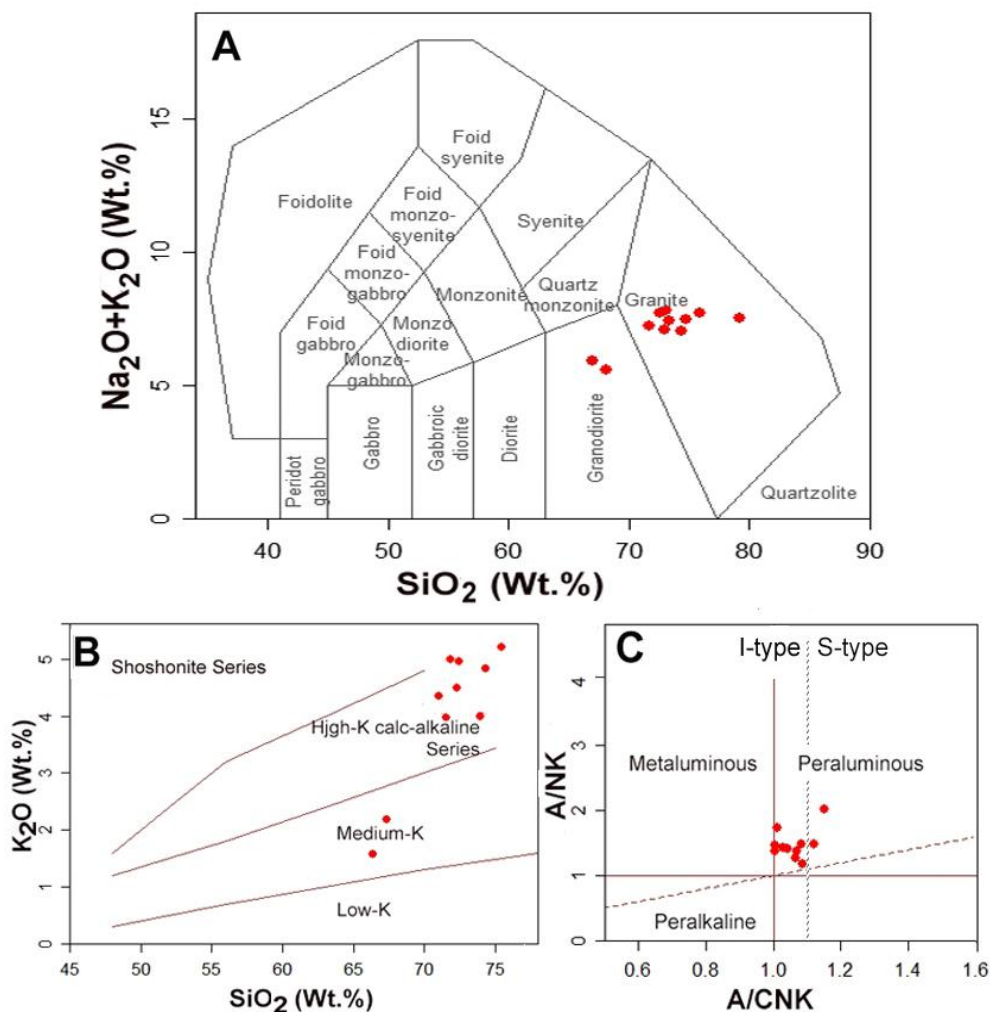 A
Na₂O+K₂O (Wt.%)
15
10
5
0
Foid
syenite
Foidolite
Foid
monzo-
syenite
Syenite
Foid
monzo-
gabbro
Monzonite
Quartz
monzonite
Granite
Foid
gabbro
Monzo
diorite
Monzo-
gabbro
Peridot
gabbro
Gabbro
Gabbroic
diorite
Diorite
Granodiorite
Quartzolite
40 50 60 70 80 90
SiO₂ (Wt.%)
B
K₂O (Wt.%)
5
4
3
2
1
0
Shoshonite Series
Hjgh-K calc-alkaline
Series
Medium-K
Low-K
45 50 55 60 65 70 75
SiO₂ (Wt.%)
C
I-type S-type
A/NK
4
3
2
1
0
Metaluminous Peraluminous
Peralkaline
0.6 0.8 1.0 1.2 1.4 1.6
A/CNK